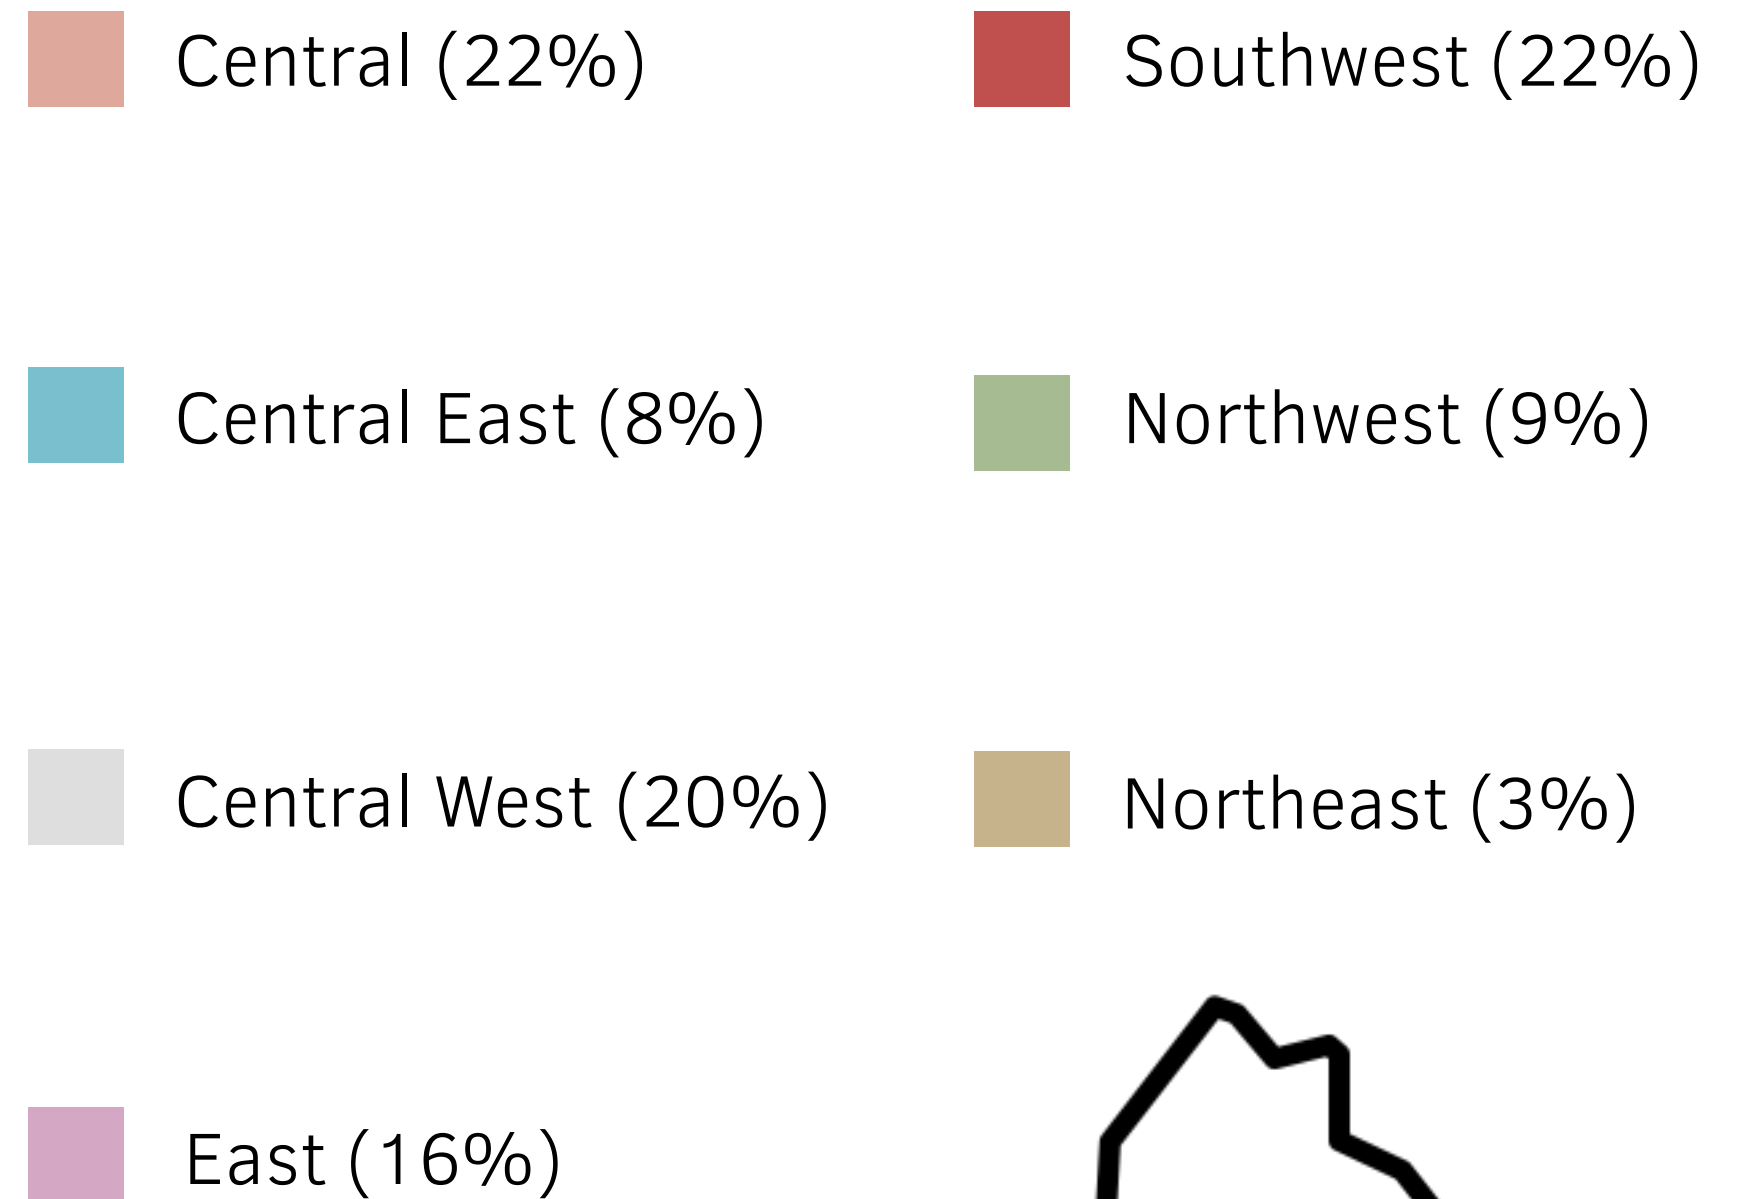 Central (22%)
Southwest (22%)
Central East (8%)
Northwest (9%)
Central West (20%)
Northeast (3%)
East (16%)